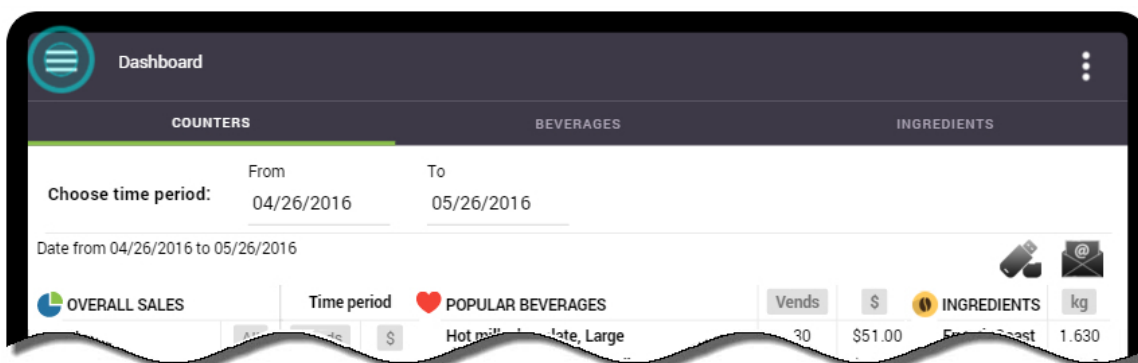 Dashboard
COUNTERS BEVERAGES INGREDIENTS
From To
Choose time period: 04/26/2016 05/26/2016
Date from 04/26/2016 to 05/26/2016
@
OVERALL SALES Time period POPULAR BEVERAGES Vends $ INGREDIENTS kg
$ Large 30 $51.00 1.630